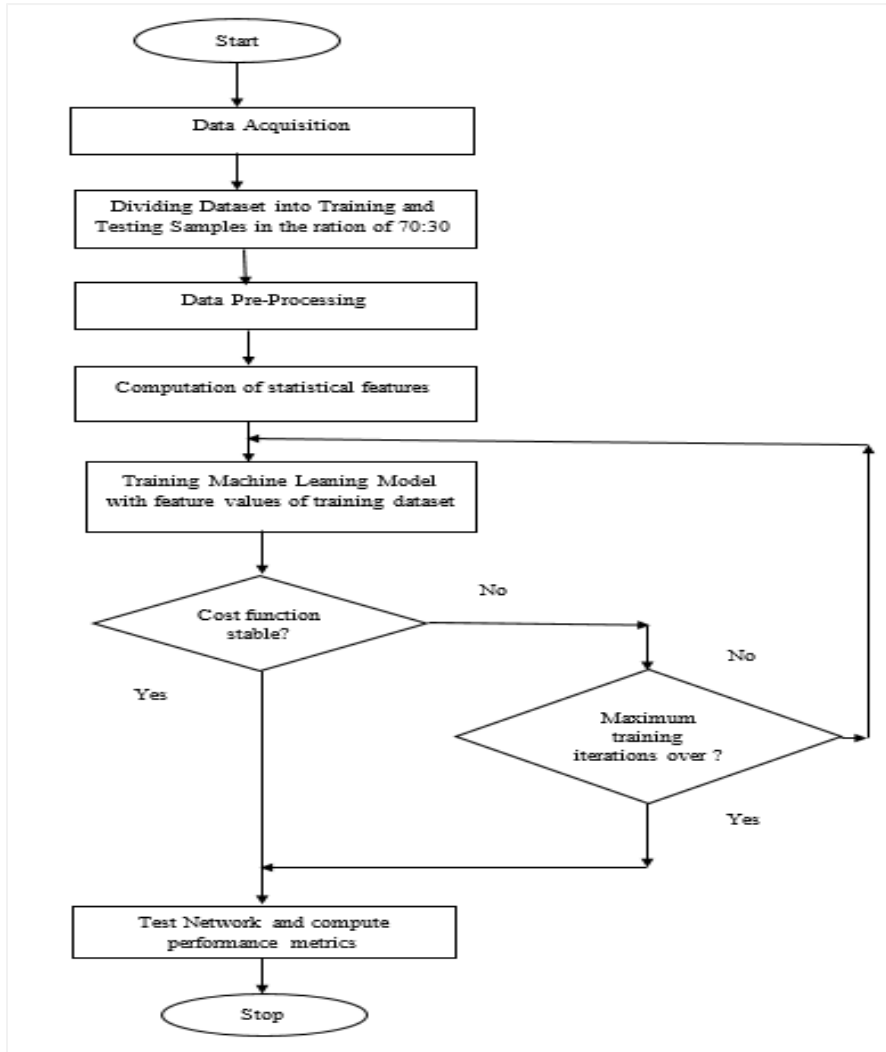 Start
Data Acquisition
Dividing Dataset into Training and
Testing Samples in the ration of 70:30
Data Pre-Processing
Computation of statistical features
Training Machine Leaning Model
with feature values of training dataset
Cost function
stable?
No
Yes
No
Maximum
training
iterations over ?
Yes
Test Network and compute
performance metrics
Stop